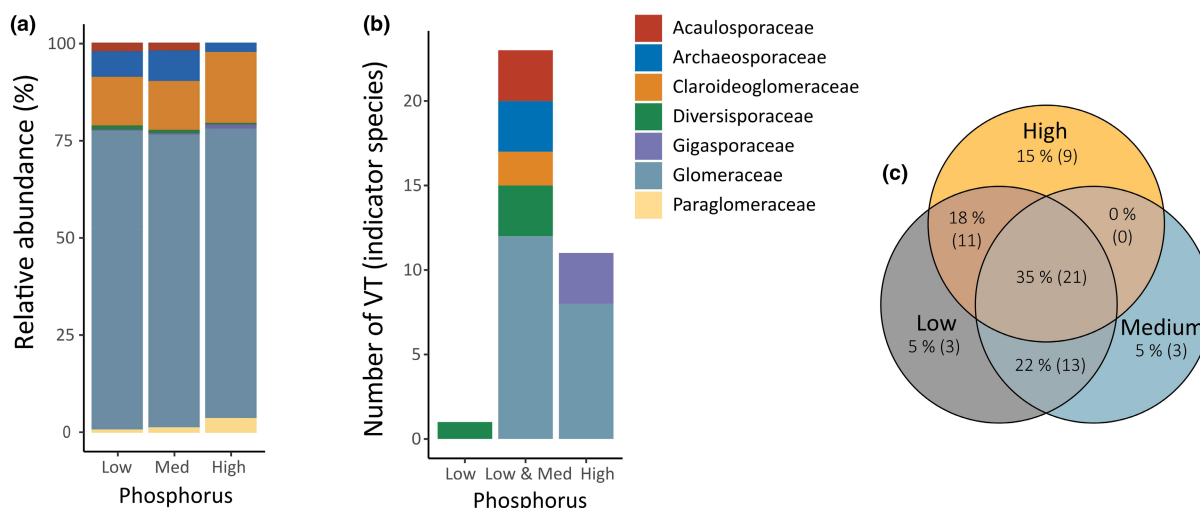 (a)
Relative abundance (%)
100
75
50
25
0
Low Med High
Phosphorus
(b)
Number of VT (indicator species)
20
15
10
5
0
Low Low & Med High
Phosphorus
Acaulosporaceae
Archaeosporaceae
Claroideoglomeraceae
Diversisporaceae
Gigasporaceae
Glomeraceae
Paraglomeraceae
(c)
High
15 % (9)
18 %
(11)
0 %
(0)
35 % (21)
Low
5 % (3)
Medium
5 % (3)
22 % (13)